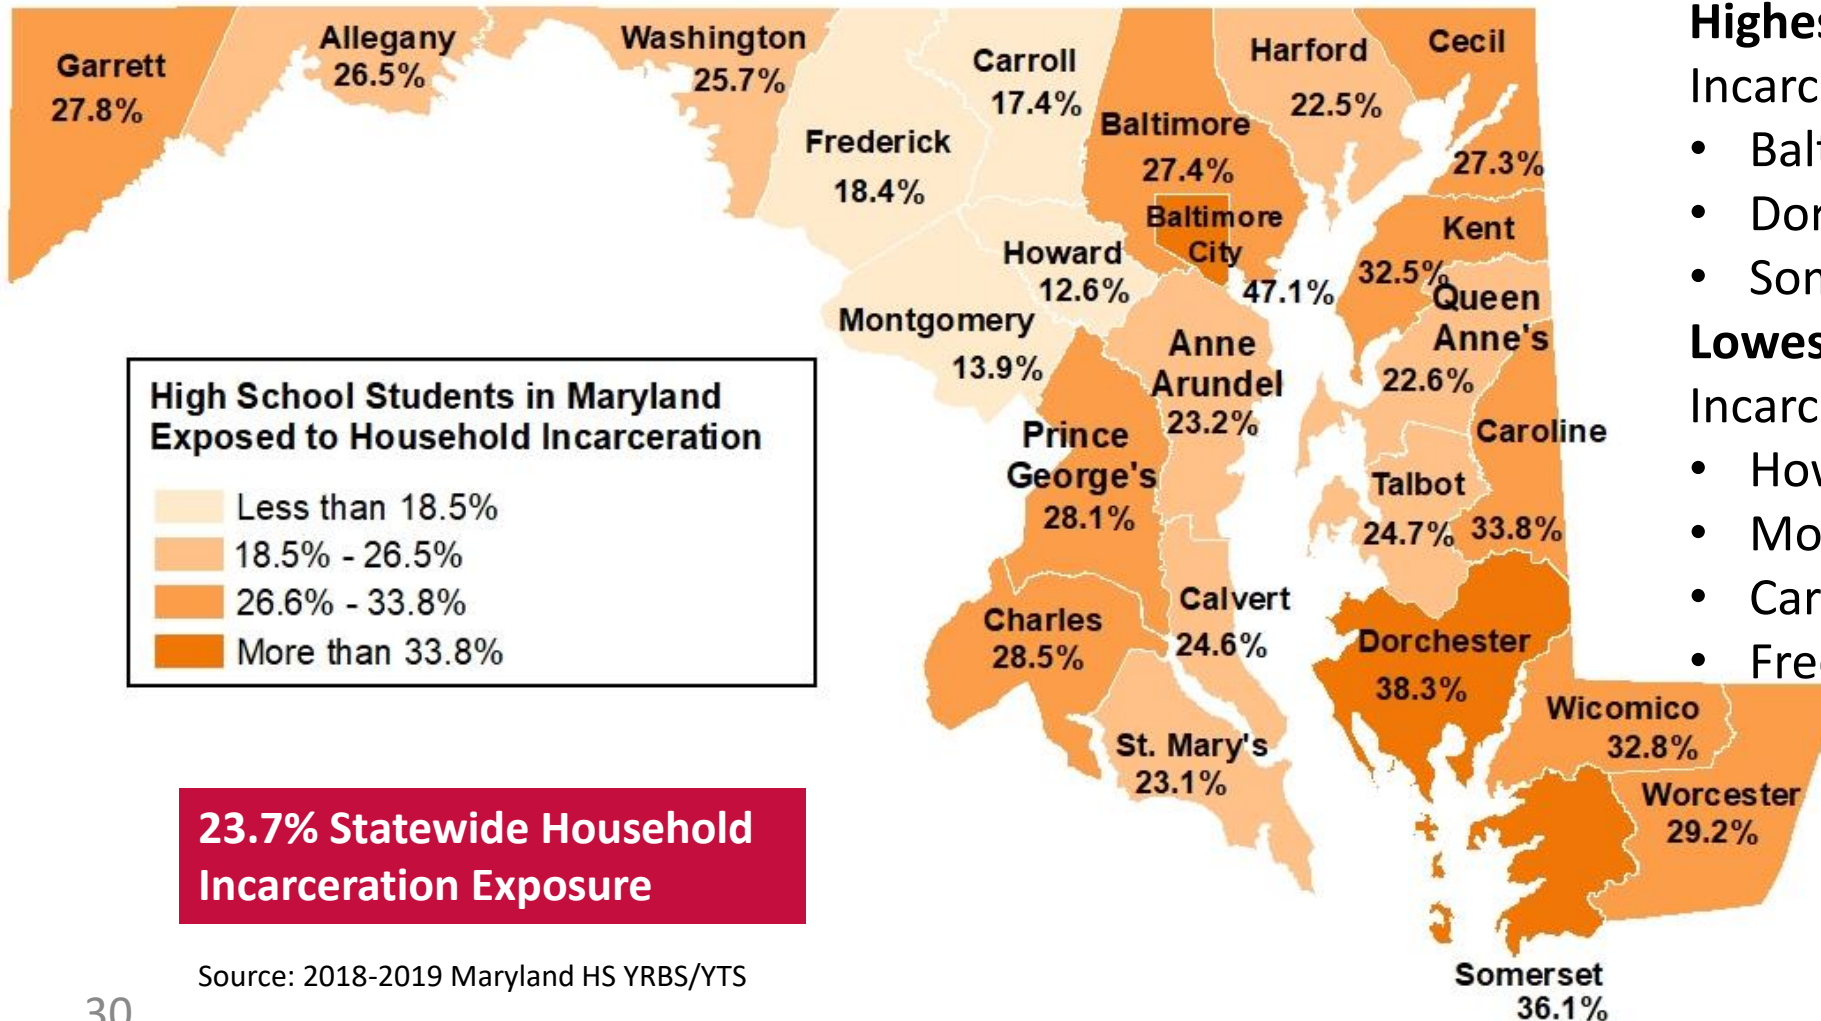 Garrett
27.8%
Allegany
26.5%
Washington
25.7%
Frederick
18.4%
Carroll
17.4%
Baltimore
27.4%
Baltimore
City
47.1%
Harford
22.5%
Cecil
27.3%
Kent
32.5%
Queen
Anne's
22.6%
Howard
12.6%
Montgomery
13.9%
Anne
Arundel
23.2%
Prince
George's
28.1%
Caroline
33.8%
Talbot
24.7%
Calvert
24.6%
Charles
28.5%
St. Mary's
23.1%
Dorchester
38.3%
Wicomico
32.8%
Worcester
29.2%
Somerset
36.1%
High School Students in Maryland
Exposed to Household Incarceration
Less than 18.5%
18.5% - 26.5%
26.6% - 33.8%
More than 33.8%
23.7% Statewide Household
Incarceration Exposure
Source: 2018-2019 Maryland HS YRBS/YTS
30